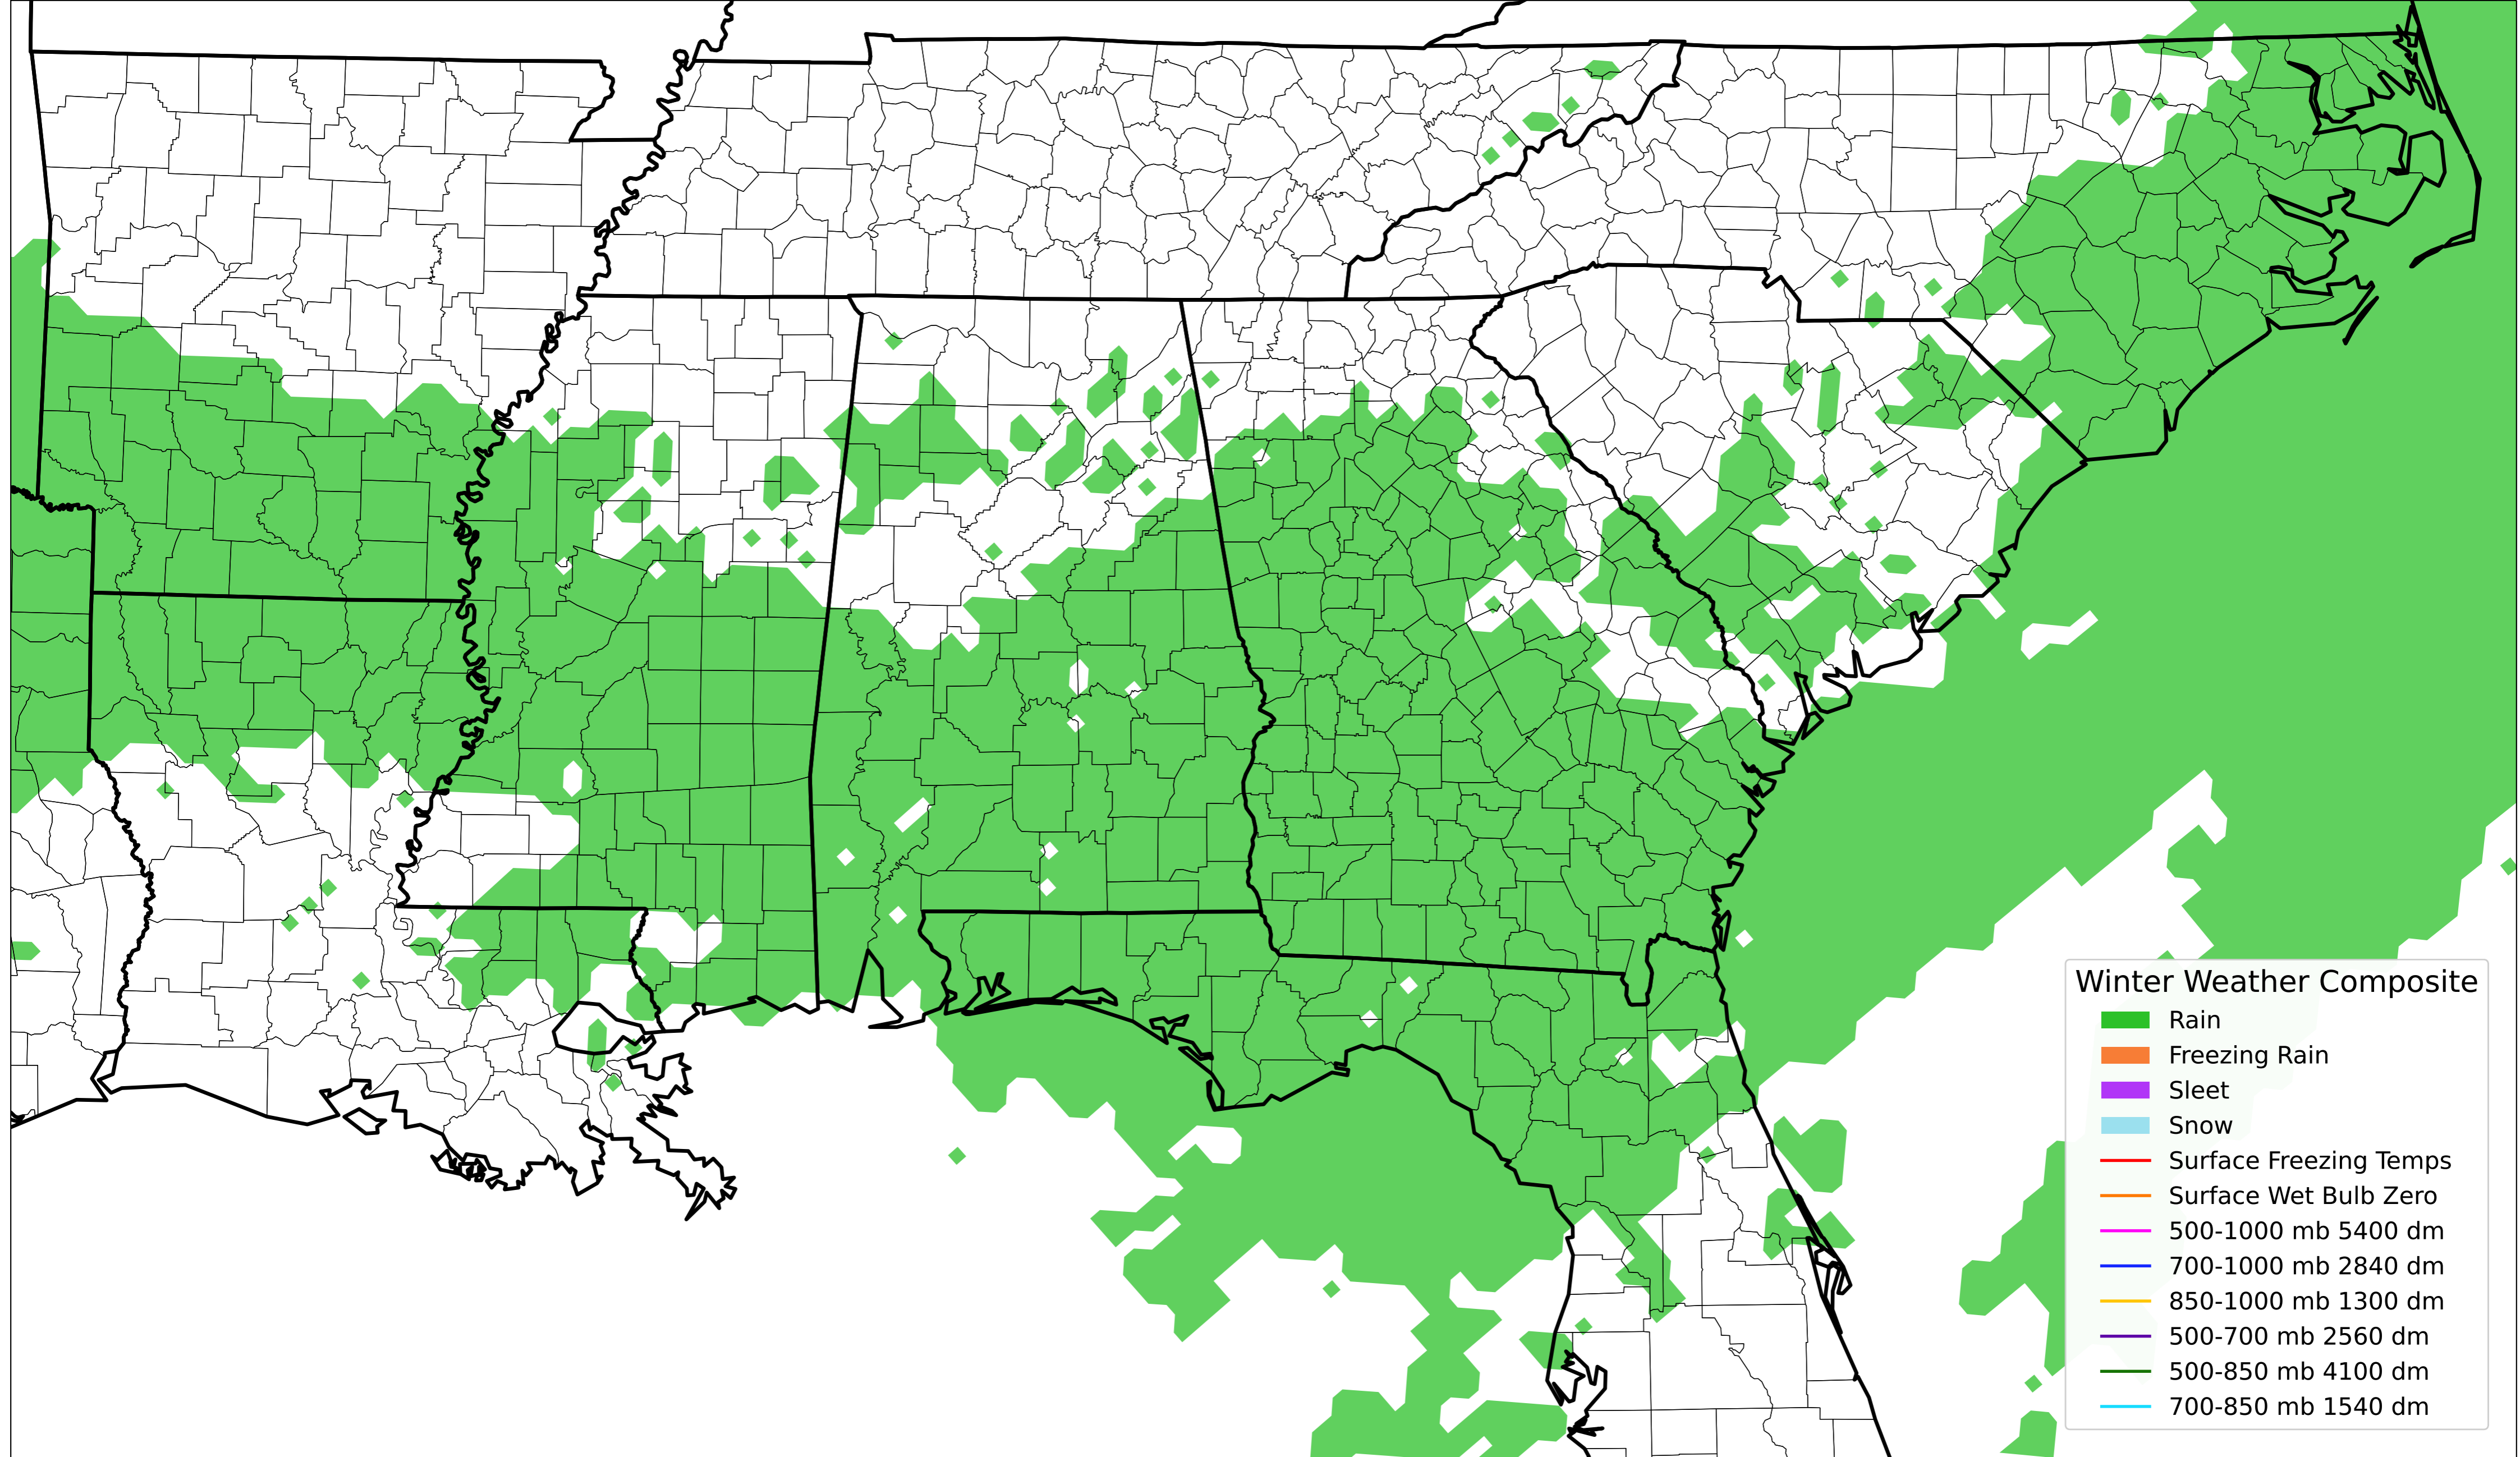 Winter Weather Composite
Rain
Freezing Rain
Sleet
Snow
Surface Freezing Temps
Surface Wet Bulb Zero
500-1000 mb 5400 dm
700-1000 mb 2840 dm
850-1000 mb 1300 dm
500-700 mb 2560 dm
500-850 mb 4100 dm
700-850 mb 1540 dm